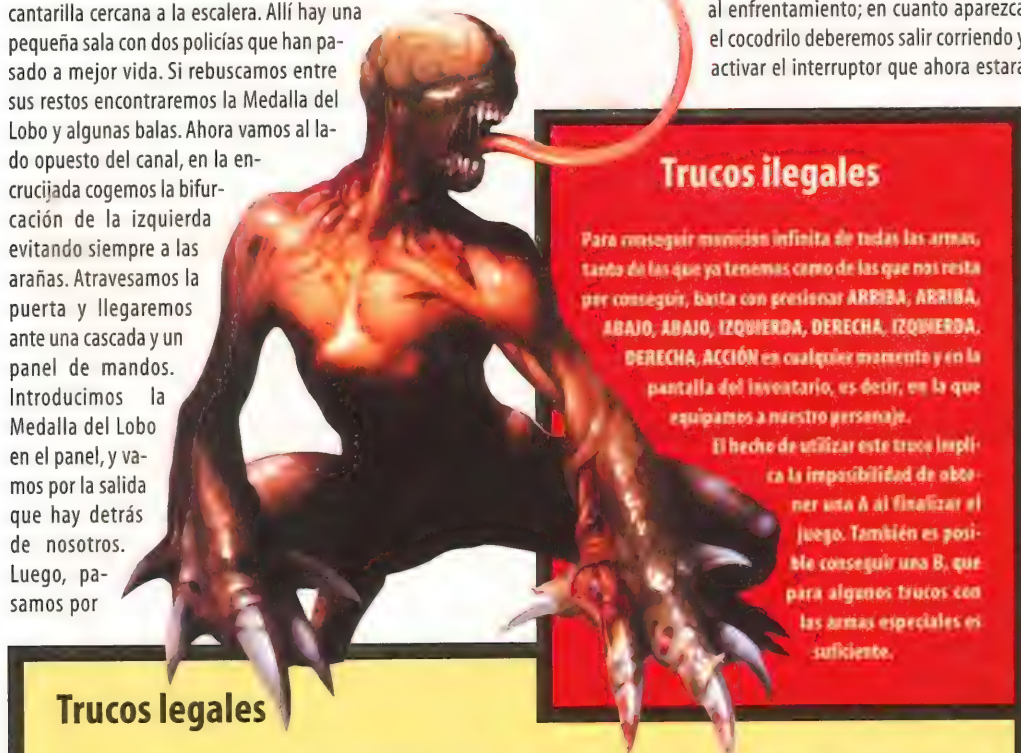 cantarilla cercana a la escalera. Allí hay una
pequeña sala con dos policías que han pa-
sado a mejor vida. Si rebuscamos entre
sus restos encontraremos la Medalla del
Lobo y algunas balas. Ahora vamos al la-
do opuesto del canal, en la en-
crucijada cogemos la bifur-
cación de la izquierda
evitando siempre a las
arañas. Atravesamos la
puerta y llegaremos
ante una cascada y un
panel de mandos.
Introducimos la
Medalla del Lobo
en el panel, y va-
mos por la salida
que hay detrás
de nosotros.
Luego, pa-
samos por
al enfrentamiento; en cuanto aparezca
el cocodrilo deberemos salir corriendo y
activar el interruptor que ahora estará
Trucos ilegales
Para conseguir munición infinita de todas las armas,
tanto de las que ya tenemos como de las que nos resta
por conseguir, basta con presionar ARRIBA, ARRIBA,
ABAJO, ABAJO, IZQUIERDA, DERECHA, IZQUIERDA,
DERECHA, ACCIÓN en cualquier momento y en la
pantalla del inventario, es decir, en la que
equipamos a nuestro personaje.
El hecho de utilizar este truco impli-
ca la imposibilidad de obte-
ner una A al finalizar el
juego. También es posi-
ble conseguir una B, que
para algunos trucos con
las armas especiales es
suficiente.
Trucos legales